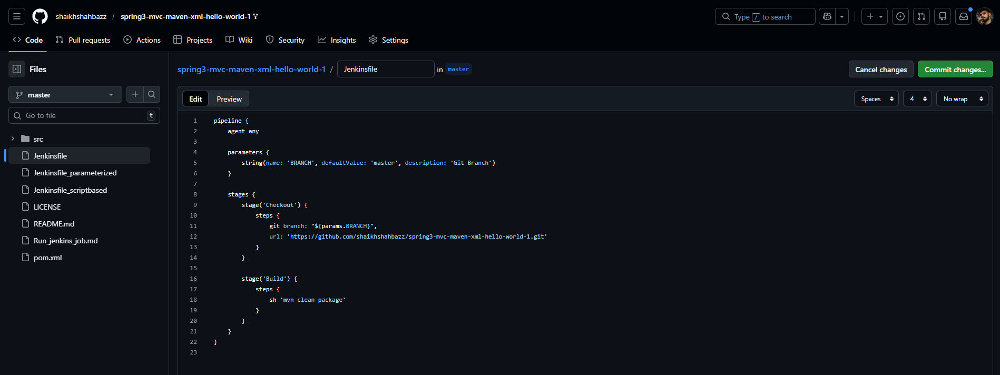 shaikhshahbazz / spring3-mvc-maven-xml-hello-world-1
Type / to search
Code Pull requests Actions Projects Wiki Security Insights Settings
Files
spring3-mvc-maven-xml-hello-world-1 / Jenkinsfile in master
Cancel changes Commit changes...
master
Go to file t
src
Jenkinsfile
Jenkinsfile_parameterized
Jenkinsfile_scriptbased
LICENSE
README.md
Run_jenkins_job.md
pom.xml
Edit Preview
Spaces 4 No wrap
1 pipeline {
2 agent any
3
4 parameters {
5 string(name: 'BRANCH', defaultValue: 'master', description: 'Git Branch')
6 }
7
8 stages {
9 stage('Checkout') {
10 steps {
11 git branch: "${params.BRANCH}",
12 url: 'https://github.com/shaikhshahbazz/spring3-mvc-maven-xml-hello-world-1.git'
13 }
14 }
15
16 stage('Build') {
17 steps {
18 sh 'mvn clean package'
19 }
20 }
21 }
22 }
23